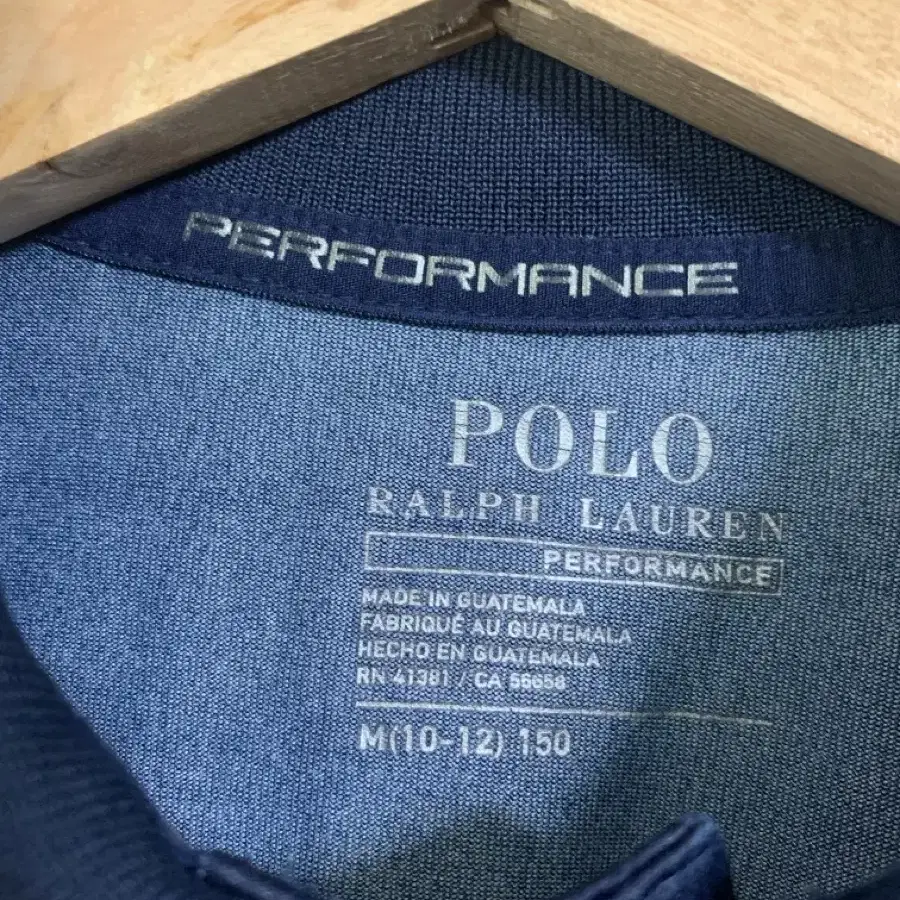 PERFORMANCE
POLO
RALPH LAUREN
PERFORMANCE
MADE IN GUATEMALA
FABRIQUÉ AU GUATEMALA
HECHO EN GUATEMALA
RN 41381 / CA 56658
M(10-12) 150